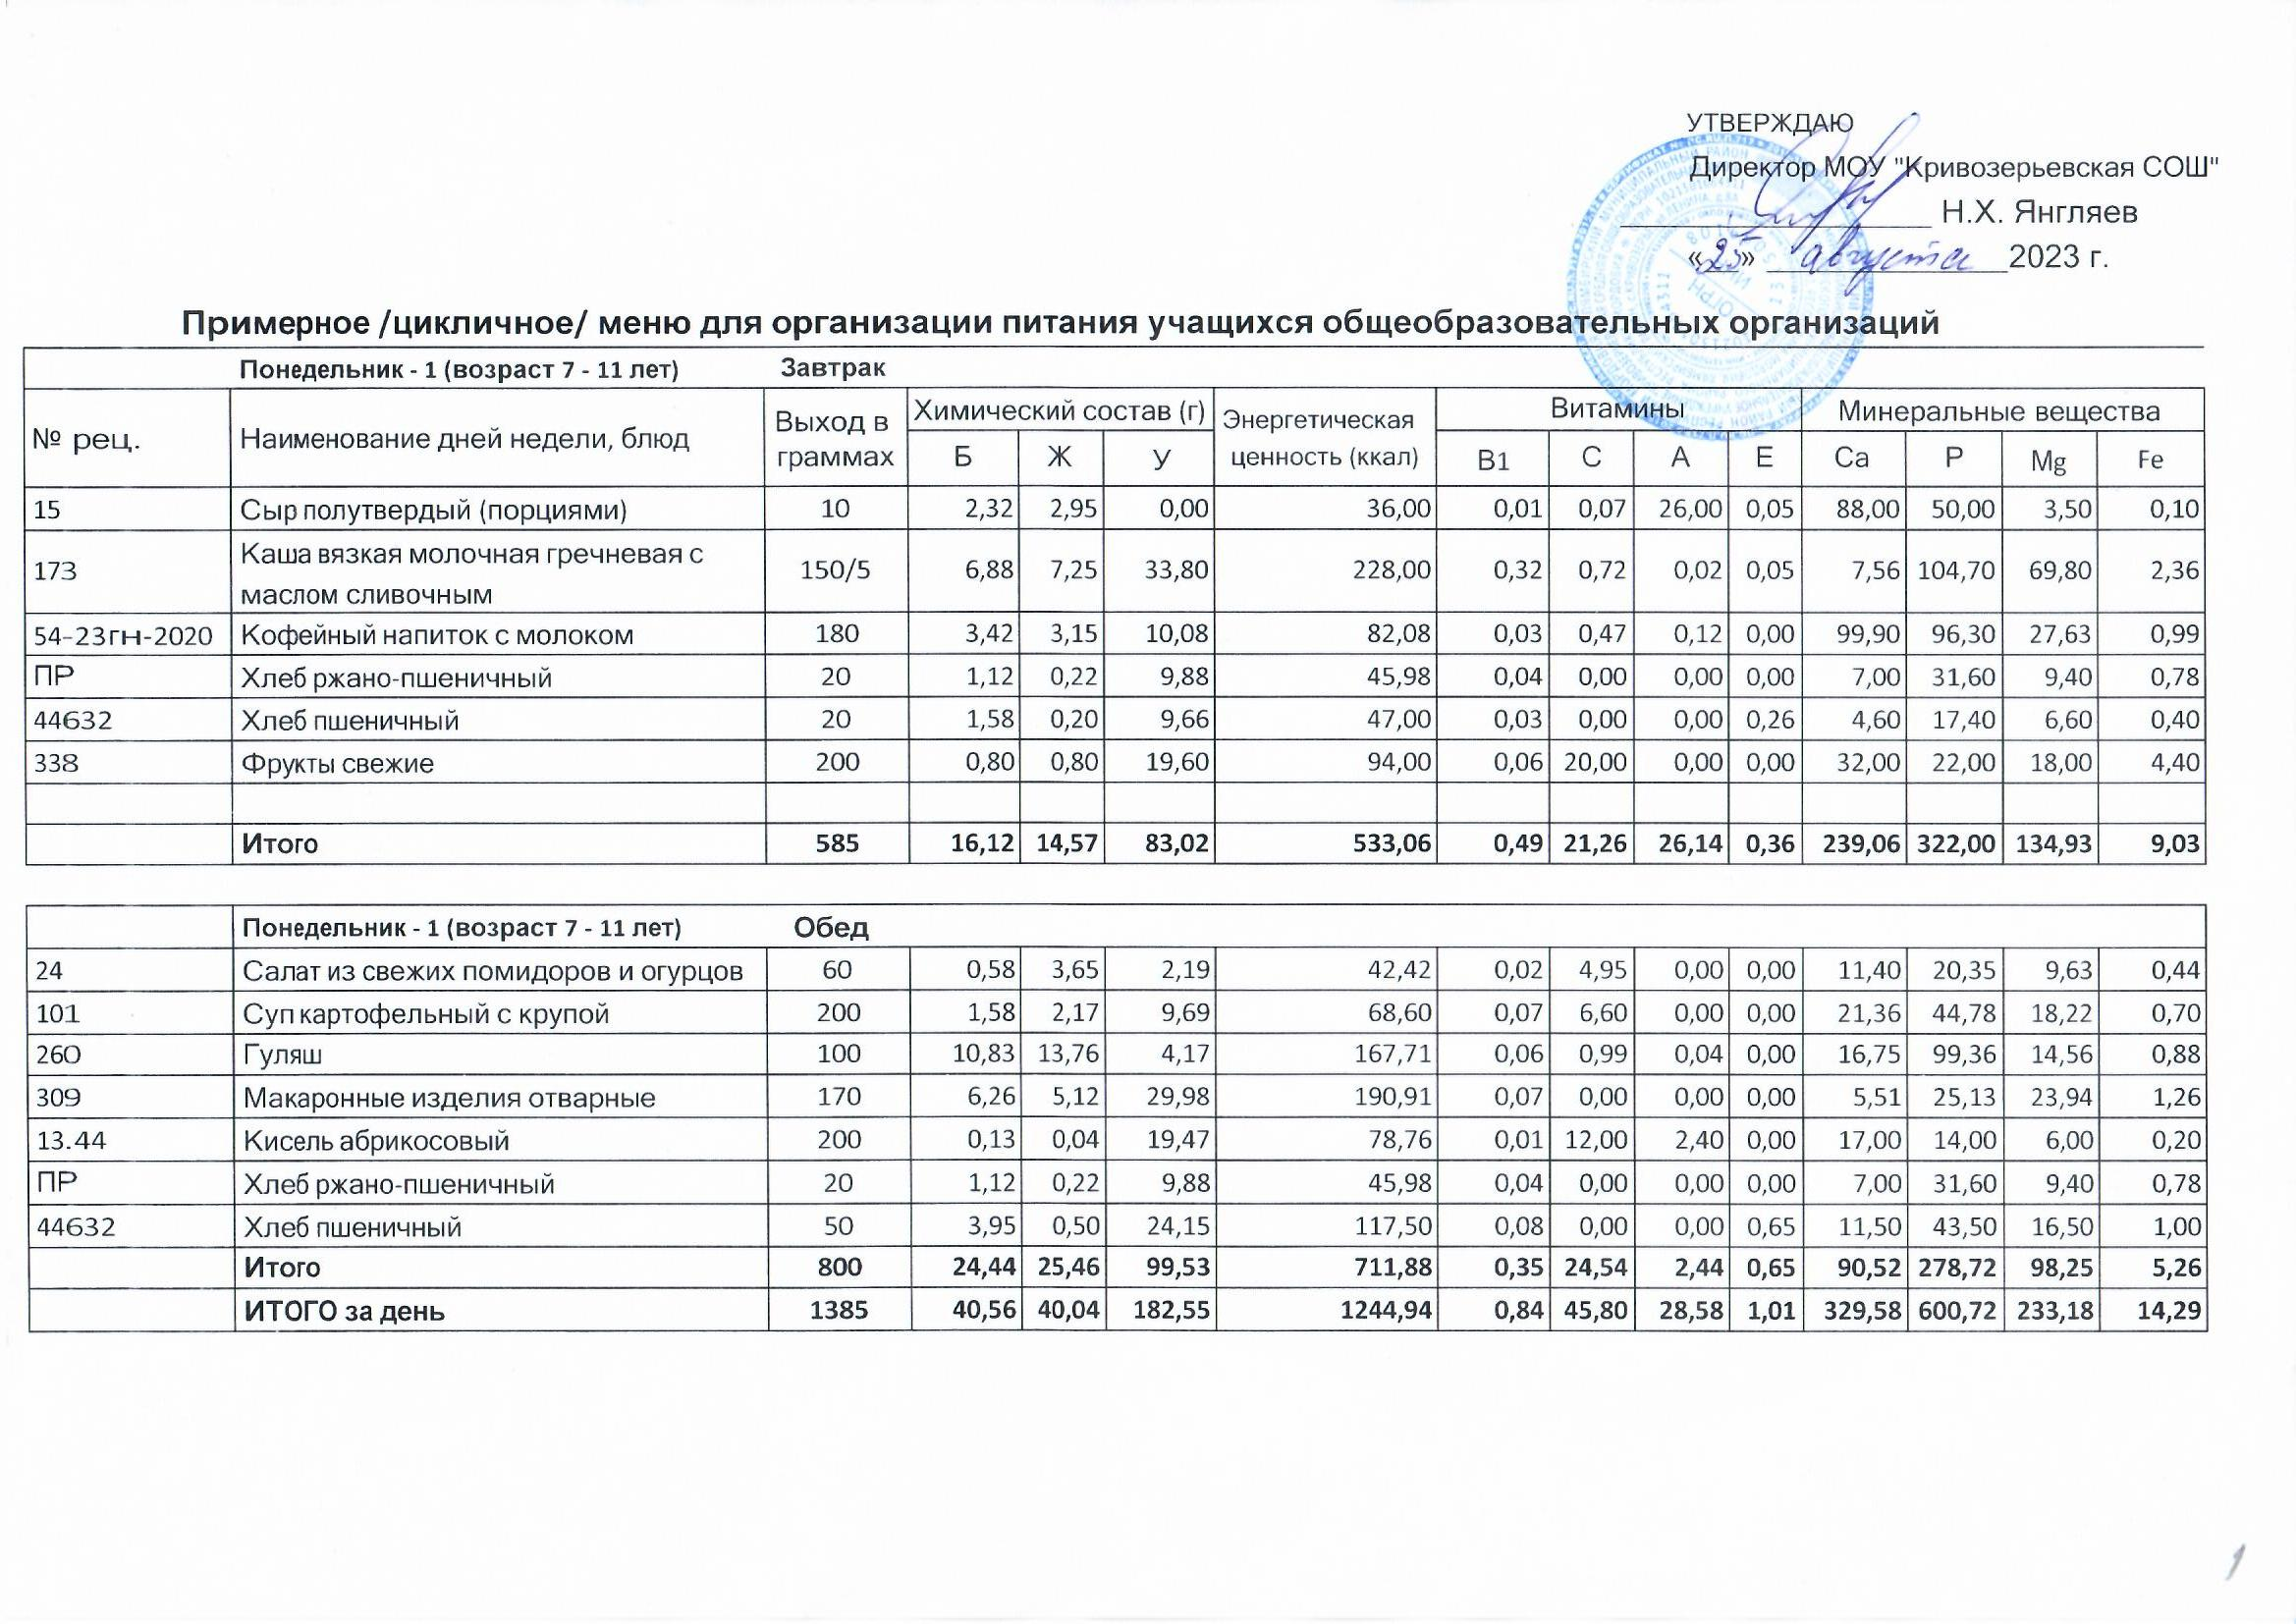 УТВЕРЖДАЮ
Директор МОУ "Кривозерьевская СОШ"
Н.Х. Янгляев
«25» августа 2023 г.
Примерное /цикличное/ меню для организации питания учащихся общеобразовательных организаций
Понедельник - 1 (возраст 7 - 11 лет) Завтрак
№ рец. Наименование дней недели, блюд Выход в граммах Химический состав (г) Энергетическая ценность (ккал) Витамины Минеральные вещества
Б Ж У В1 С А Е Ca P Mg Fe
15 Сыр полутвердый (порциями) 10 2,32 2,95 0,00 36,00 0,01 0,07 26,00 0,05 88,00 50,00 3,50 0,10
173 Каша вязкая молочная гречневая с маслом сливочным 150/5 6,88 7,25 33,80 228,00 0,32 0,72 0,02 0,05 7,56 104,70 69,80 2,36
54-23гн-2020 Кофейный напиток с молоком 180 3,42 3,15 10,08 82,08 0,03 0,47 0,12 0,00 99,90 96,30 27,63 0,99
ПР Хлеб ржано-пшеничный 20 1,12 0,22 9,88 45,98 0,04 0,00 0,00 0,00 7,00 31,60 9,40 0,78
44632 Хлеб пшеничный 20 1,58 0,20 9,66 47,00 0,03 0,00 0,00 0,26 4,60 17,40 6,60 0,40
338 Фрукты свежие 200 0,80 0,80 19,60 94,00 0,06 20,00 0,00 0,00 32,00 22,00 18,00 4,40
Итого 585 16,12 14,57 83,02 533,06 0,49 21,26 26,14 0,36 239,06 322,00 134,93 9,03
Понедельник - 1 (возраст 7 - 11 лет) Обед
24 Салат из свежих помидоров и огурцов 60 0,58 3,65 2,19 42,42 0,02 4,95 0,00 0,00 11,40 20,35 9,63 0,44
101 Суп картофельный с крупой 200 1,58 2,17 9,69 68,60 0,07 6,60 0,00 0,00 21,36 44,78 18,22 0,70
260 Гуляш 100 10,83 13,76 4,17 167,71 0,06 0,99 0,04 0,00 16,75 99,36 14,56 0,88
309 Макаронные изделия отварные 170 6,26 5,12 29,98 190,91 0,07 0,00 0,00 0,00 5,51 25,13 23,94 1,26
13.44 Кисель абрикосовый 200 0,13 0,04 19,47 78,76 0,01 12,00 2,40 0,00 17,00 14,00 6,00 0,20
ПР Хлеб ржано-пшеничный 20 1,12 0,22 9,88 45,98 0,04 0,00 0,00 0,00 7,00 31,60 9,40 0,78
44632 Хлеб пшеничный 50 3,95 0,50 24,15 117,50 0,08 0,00 0,00 0,65 11,50 43,50 16,50 1,00
Итого 800 24,44 25,46 99,53 711,88 0,35 24,54 2,44 0,65 90,52 278,72 98,25 5,26
ИТОГО за день 1385 40,56 40,04 182,55 1244,94 0,84 45,80 28,58 1,01 329,58 600,72 233,18 14,29
1